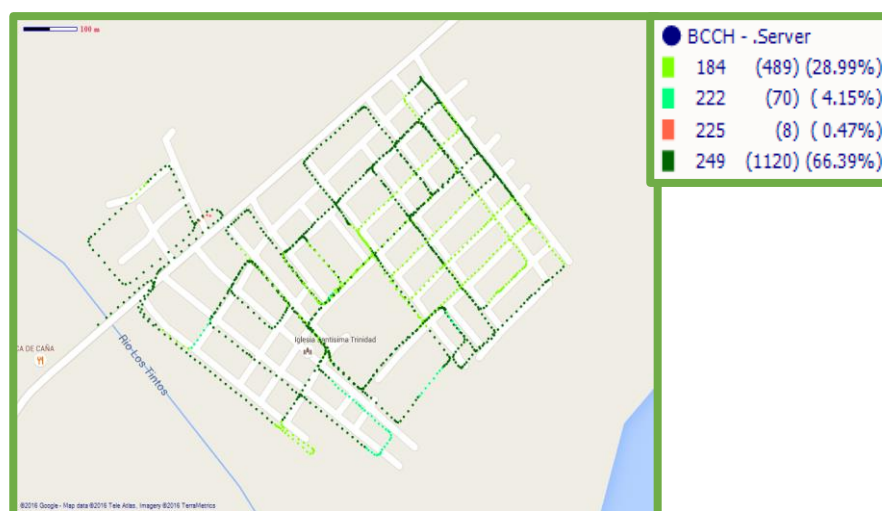 100 m
BCCH - .Server
184 (489) (28.99%)
222 (70) ( 4.15%)
225 (8) ( 0.47%)
249 (1120) (66.39%)
Iglesia Santisima Trinidad
CA DE CAÑA
Rio Los Tintos
©2016 Google - Map data ©2016 Tele Atlas, Imagery ©2016 TerraMetrics